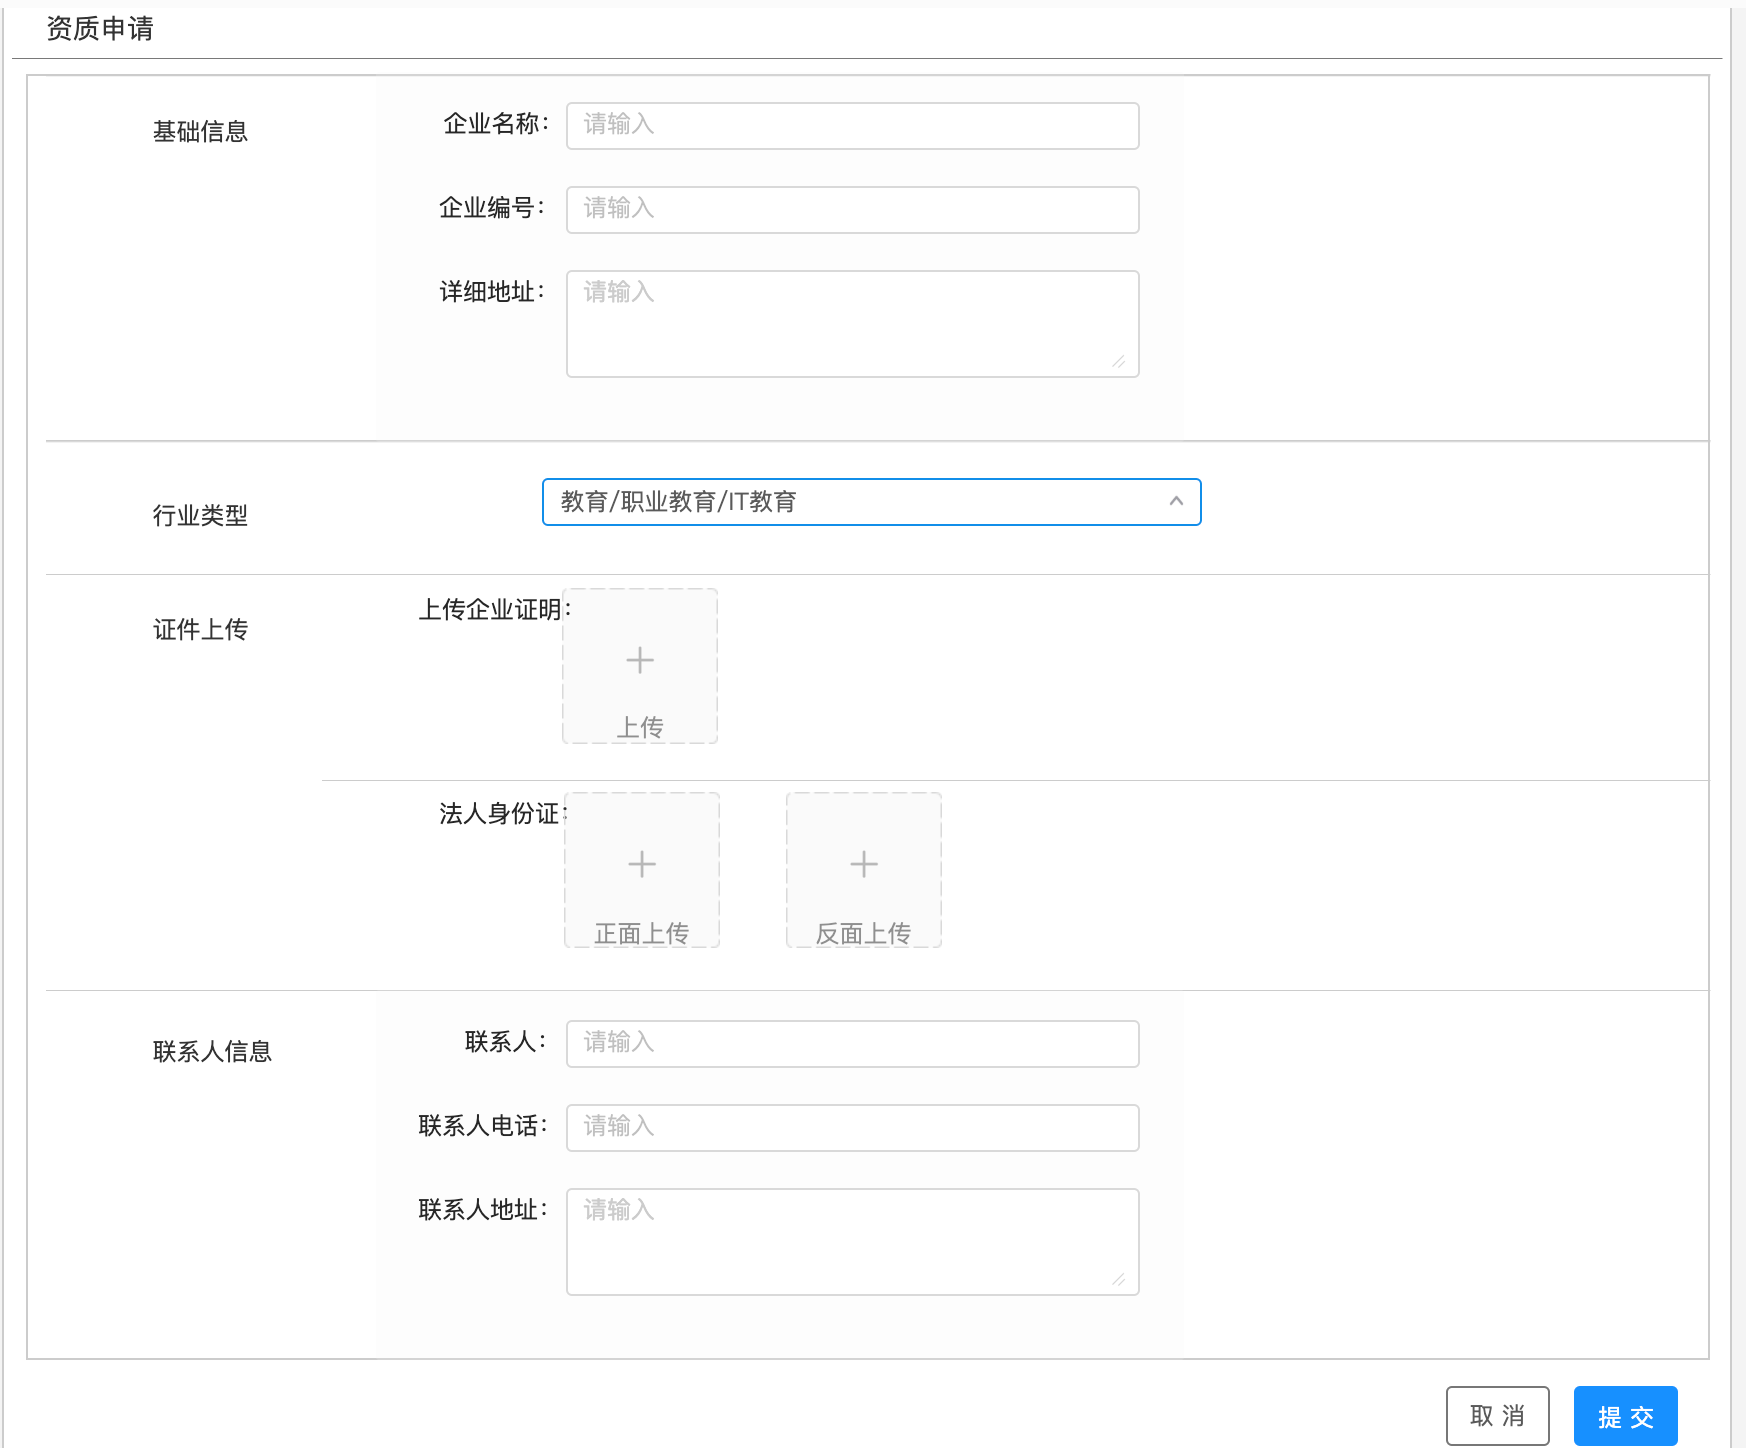 资质申请
基础信息
企业名称：
请输入
企业编号：
请输入
详细地址：
请输入
行业类型
教育/职业教育/IT教育
证件上传
上传企业证明：
上传
法人身份证：
正面上传
反面上传
联系人信息
联系人：
请输入
联系人电话：
请输入
联系人地址：
请输入
取 消
提 交